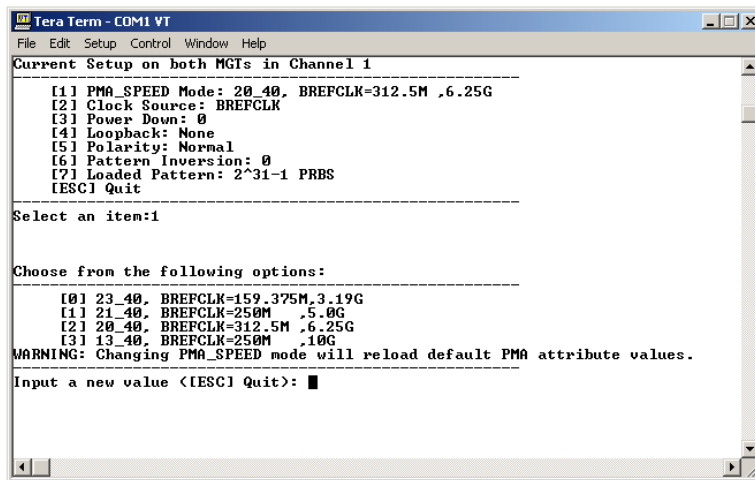 Tera Term - COM1 VT
File Edit Setup Control Window Help
Current Setup on both MGTs in Channel 1
[1] PMA_SPEED Mode: 20_40, BREFCLK=312.5M ,6.25G
[2] Clock Source: BREFCLK
[3] Power Down: 0
[4] Loopback: None
[5] Polarity: Normal
[6] Pattern Inversion: 0
[7] Loaded Pattern: 2^31-1 PRBS
[ESC] Quit
Select an item:1
Choose from the following options:
[0] 23_40, BREFCLK=159.375M,3.19G
[1] 21_40, BREFCLK=250M ,5.0G
[2] 20_40, BREFCLK=312.5M ,6.25G
[3] 13_40, BREFCLK=250M ,10G
WARNING: Changing PMA_SPEED mode will reload default PMA attribute values.
Input a new value ([ESC] Quit):